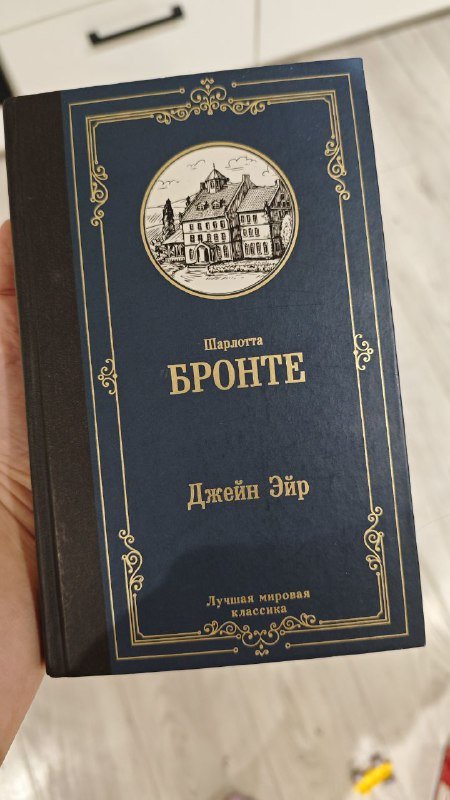 Шарлотта
БРОНТЕ
Джейн Эйр
Лучшая мировая
классика